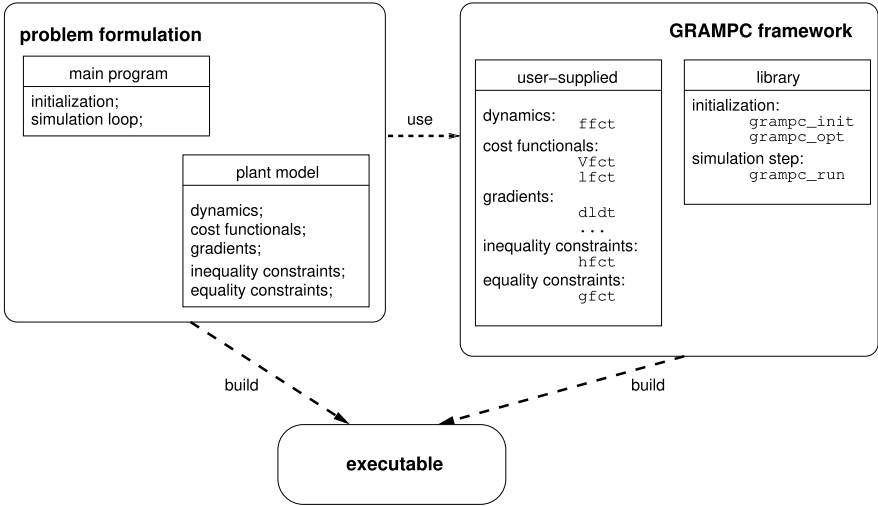 problem formulation
main program
initialization;
simulation loop;
plant model
dynamics;
cost functionals;
gradients;
inequality constraints;
equality constraints;
use
GRAMPC framework
user−supplied
dynamics:
ffct
cost functionals:
Vfct
lfct
gradients:
dldt
...
inequality constraints:
hfct
equality constraints:
gfct
library
initialization:
grampc_init
grampc_opt
simulation step:
grampc_run
build
build
executable